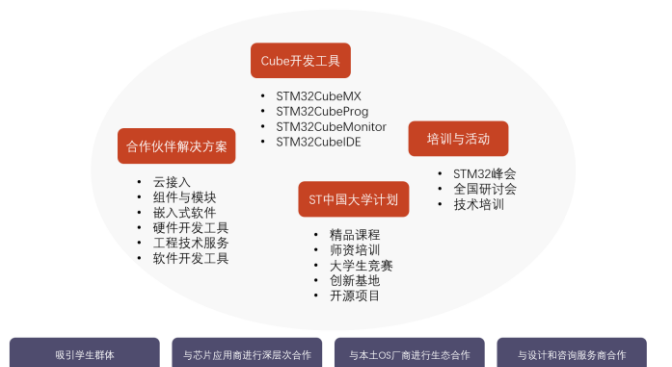 Cube开发工具
• STM32CubeMX
• STM32CubeProg
• STM32CubeMonitor
• STM32CubeIDE
合作伙伴解决方案
• 云接入
• 组件与模块
• 嵌入式软件
• 硬件开发工具
• 工程技术服务
• 软件开发工具
培训与活动
• STM32峰会
• 全国研讨会
• 技术培训
ST中国大学计划
• 精品课程
• 师资培训
• 大学生竞赛
• 创新基地
• 开源项目
吸引学生群体
与芯片应用商进行深层次合作
与本土OS厂商进行生态合作
与设计和咨询服务商合作